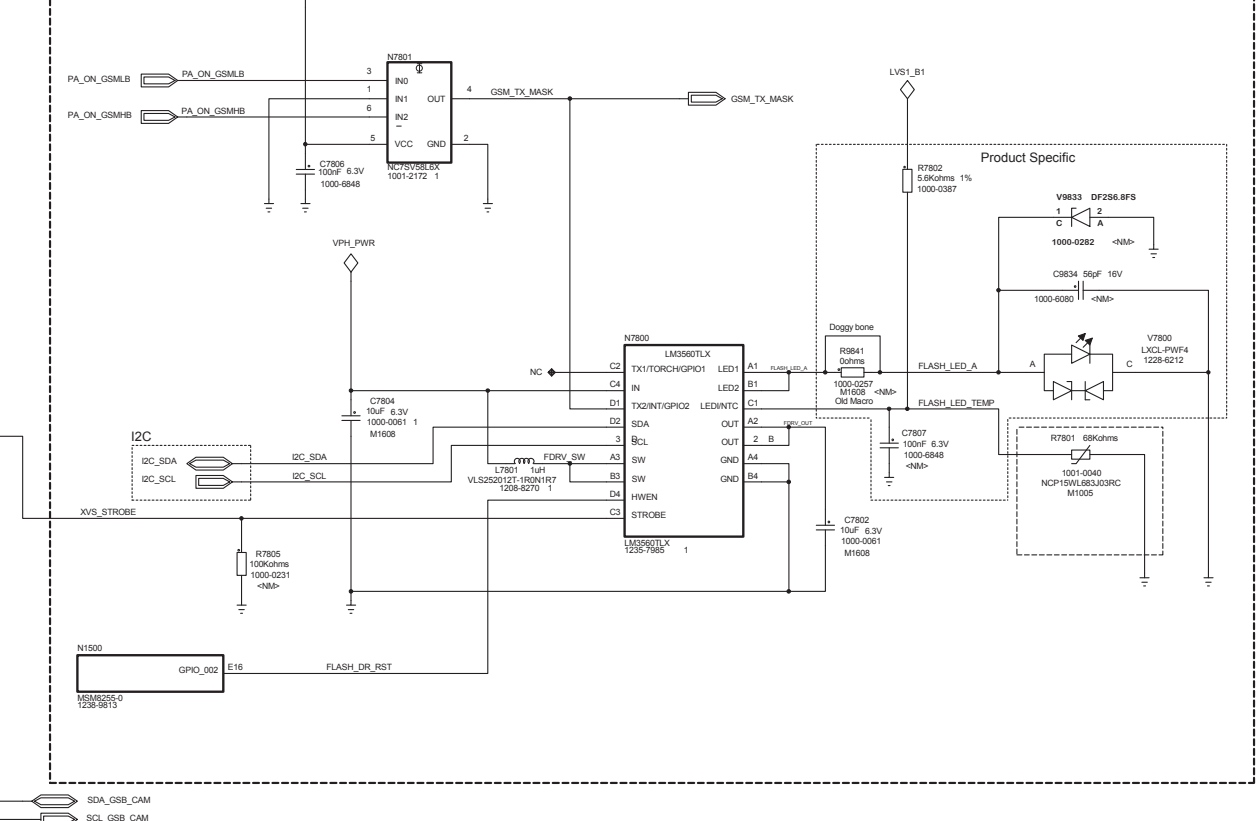 N7801
PA_ON_GSMLB
PA_ON_GSMLB
3
IN0
1
IN1
OUT
4
GSM_TX_MASK
GSM_TX_MASK
PA_ON_GSMHB
PA_ON_GSMHB
6
IN2
5
VCC
GND
2
NC7SV58L6X
1001-2172 1
C7806
100nF 6.3V
1000-6848
LVS1_B1
R7802
5.6Kohms 1%
1000-0387
Product Specific
V9833 DF2S6.8FS
1 2
C A
1000-0282 <NM>
C9834 56pF 16V
1000-6080 <NM>
V7800
LXCL-PWF4
1228-6212
A
C
VPH_PWR
N7800
LM3560TLX
NC
C2 TX1/TORCH/GPIO1 LED1 A1
C4 IN LED2 B1
D1 TX2/INT/GPIO2 LEDI/NTC C1
D2 SDA OUT A2
3 D SCL OUT 2 B
A3 SW GND A4
B3 SW GND B4
D4 HWEN
C3 STROBE
LM3560TLX
1235-7985 1
FLASH_LED_A
Doggy bone
R9841
0ohms
1000-0257
M1608 <NM>
Old Macro
FLASH_LED_A
FLASH_LED_TEMP
FDRV_OUT
C7807
100nF 6.3V
1000-6848
<NM>
R7801 68Kohms
1001-0040
NCP15WL683J03RC
M1005
C7804
10uF 6.3V
1000-0061 1
M1608
I2C
I2C_SDA
I2C_SDA
I2C_SCL
I2C_SCL
FDRV_SW
L7801 1uH
VLS252012T-1R0N1R7
1208-8270 1
XVS_STROBE
R7805
100Kohms
1000-0231
<NM>
C7802
10uF 6.3V
1000-0061
M1608
N1500
GPIO_002
E16
FLASH_DR_RST
MSM8255-0
1238-9813
SDA_GSB_CAM
SCL_GSB_CAM